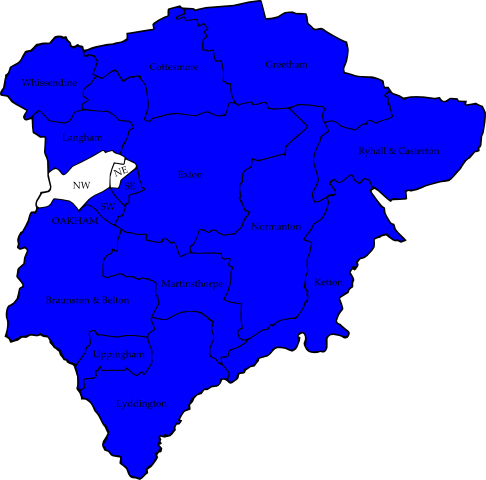 Cottesmore
Greetham
Whissendine
Langham
Ryhall & Casterton
NE
Exton
NW
SE
SW
OAKHAM
Normanton
Martinsthorpe
Ketton
Braunston & Belton
Uppingham
Lyddington